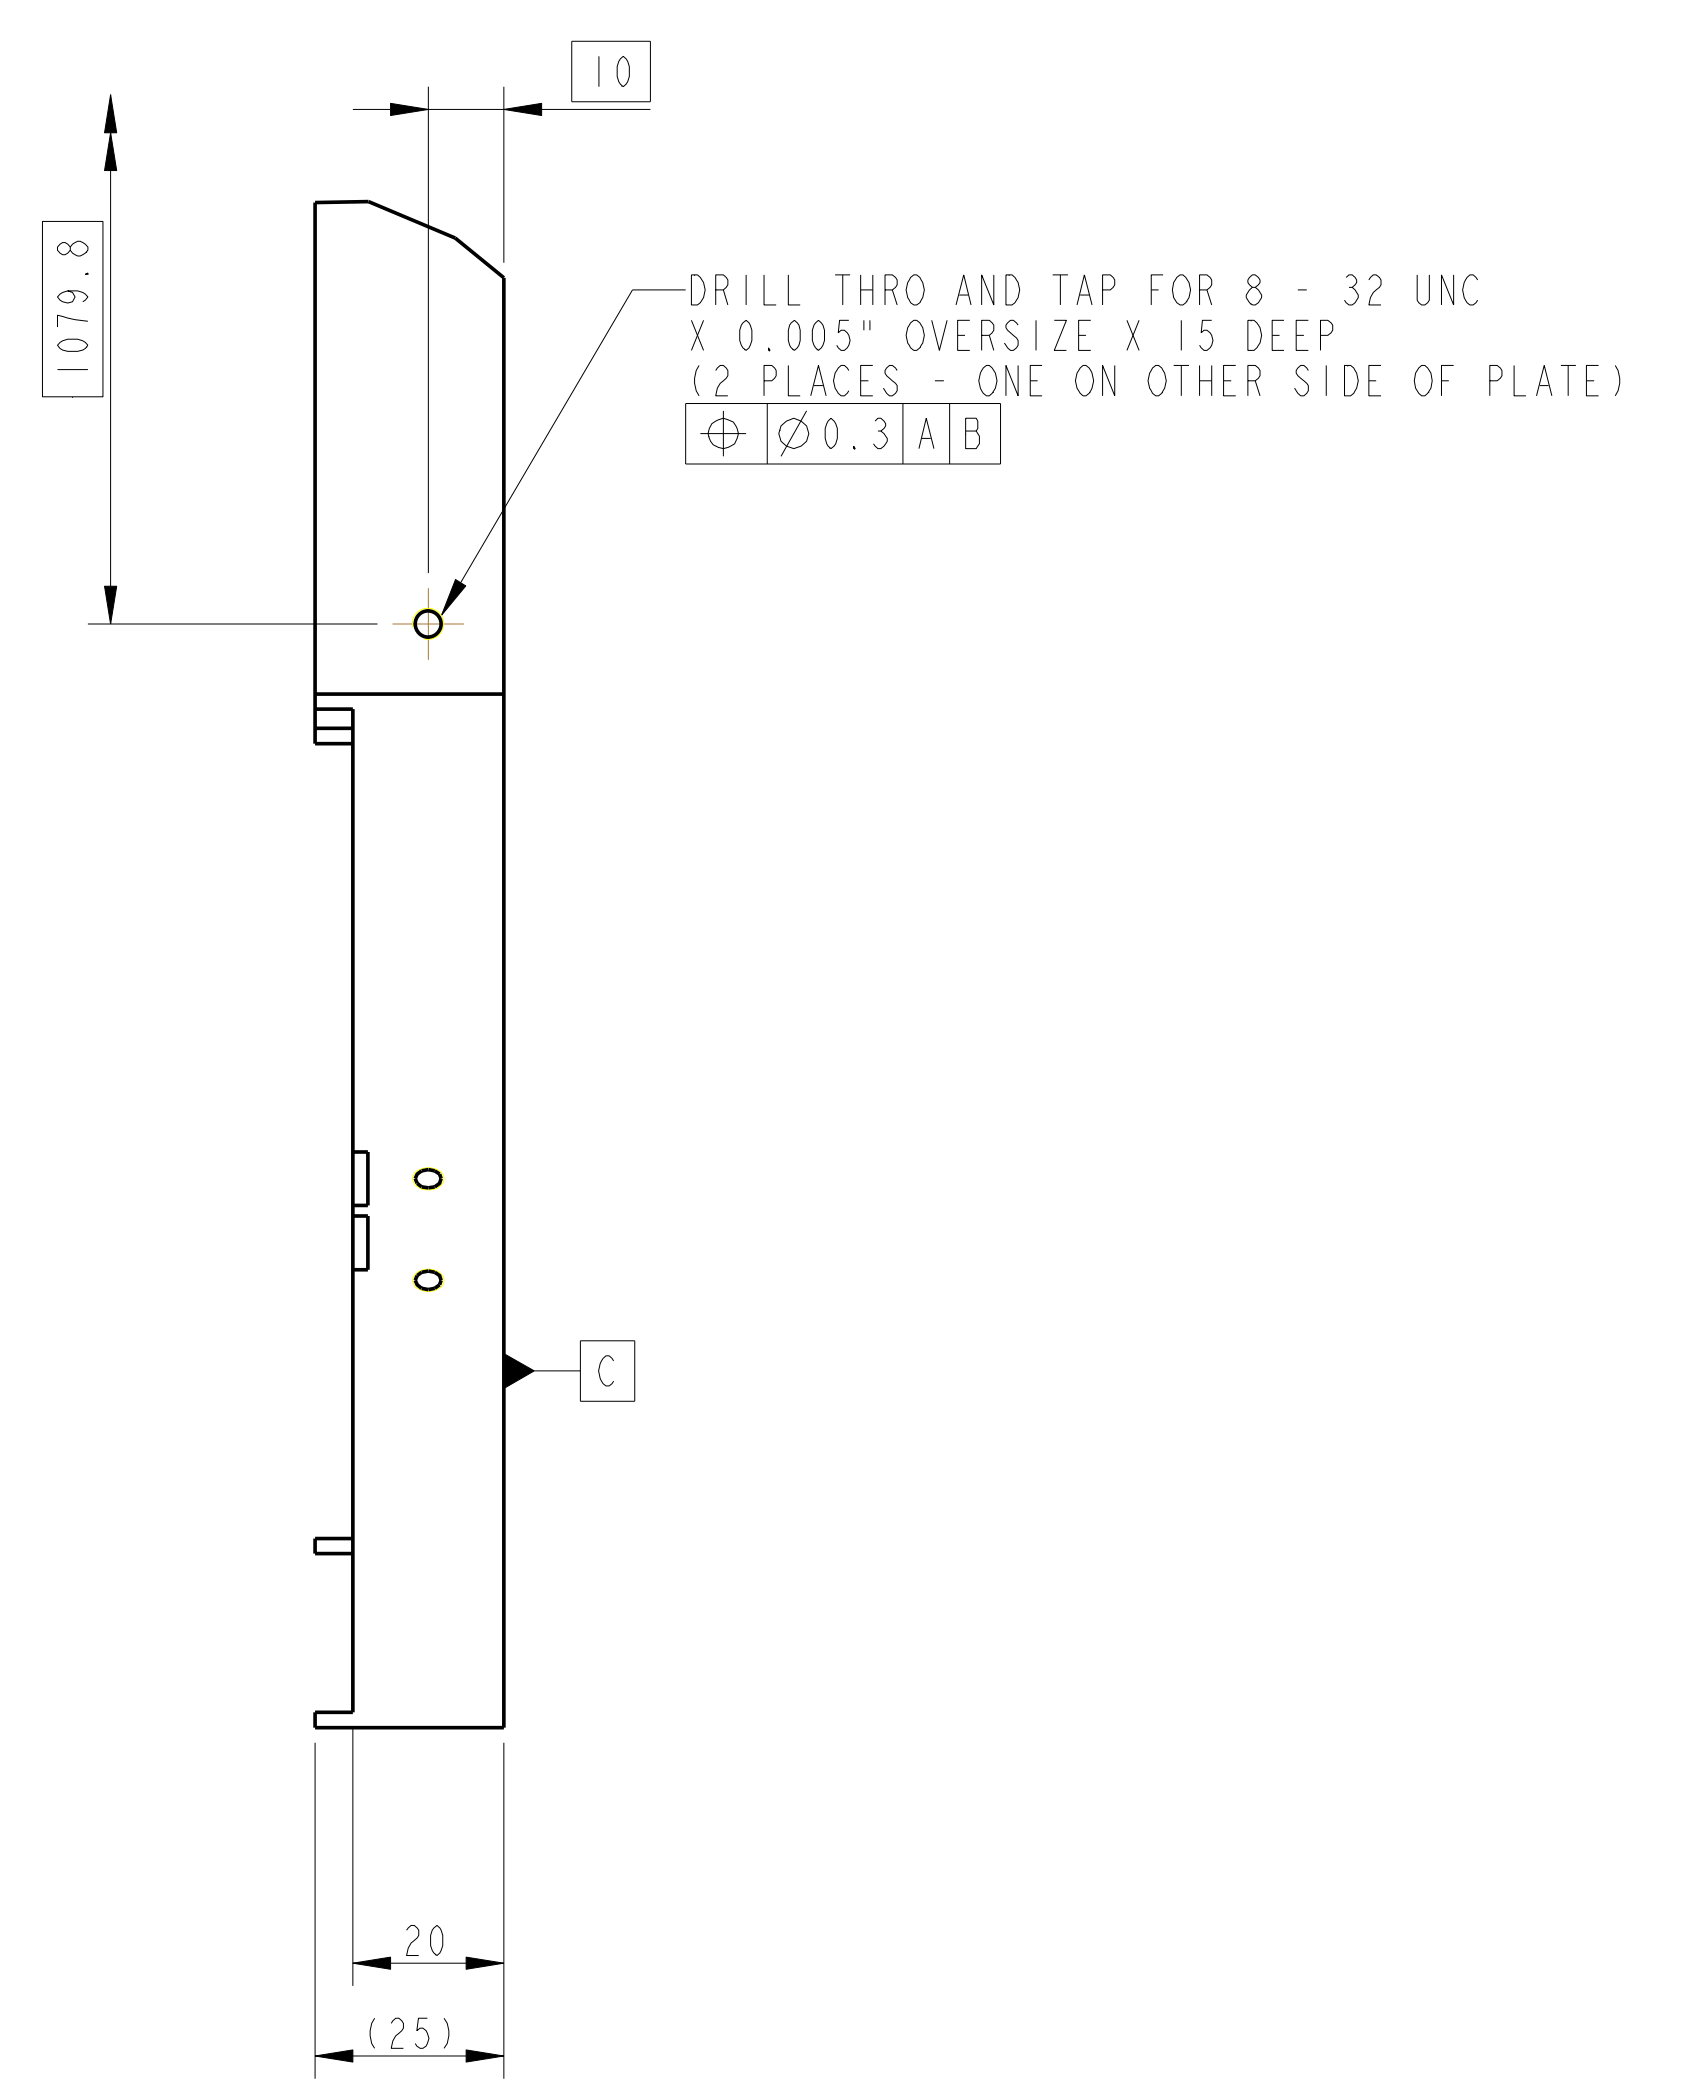 10
1079.8
DRILL THRO AND TAP FOR 8 - 32 UNC
X 0.005" OVERSIZE X 15 DEEP
(2 PLACES - ONE ON OTHER SIDE OF PLATE)
⌖ Ø0.3 A B
C
20
(25)